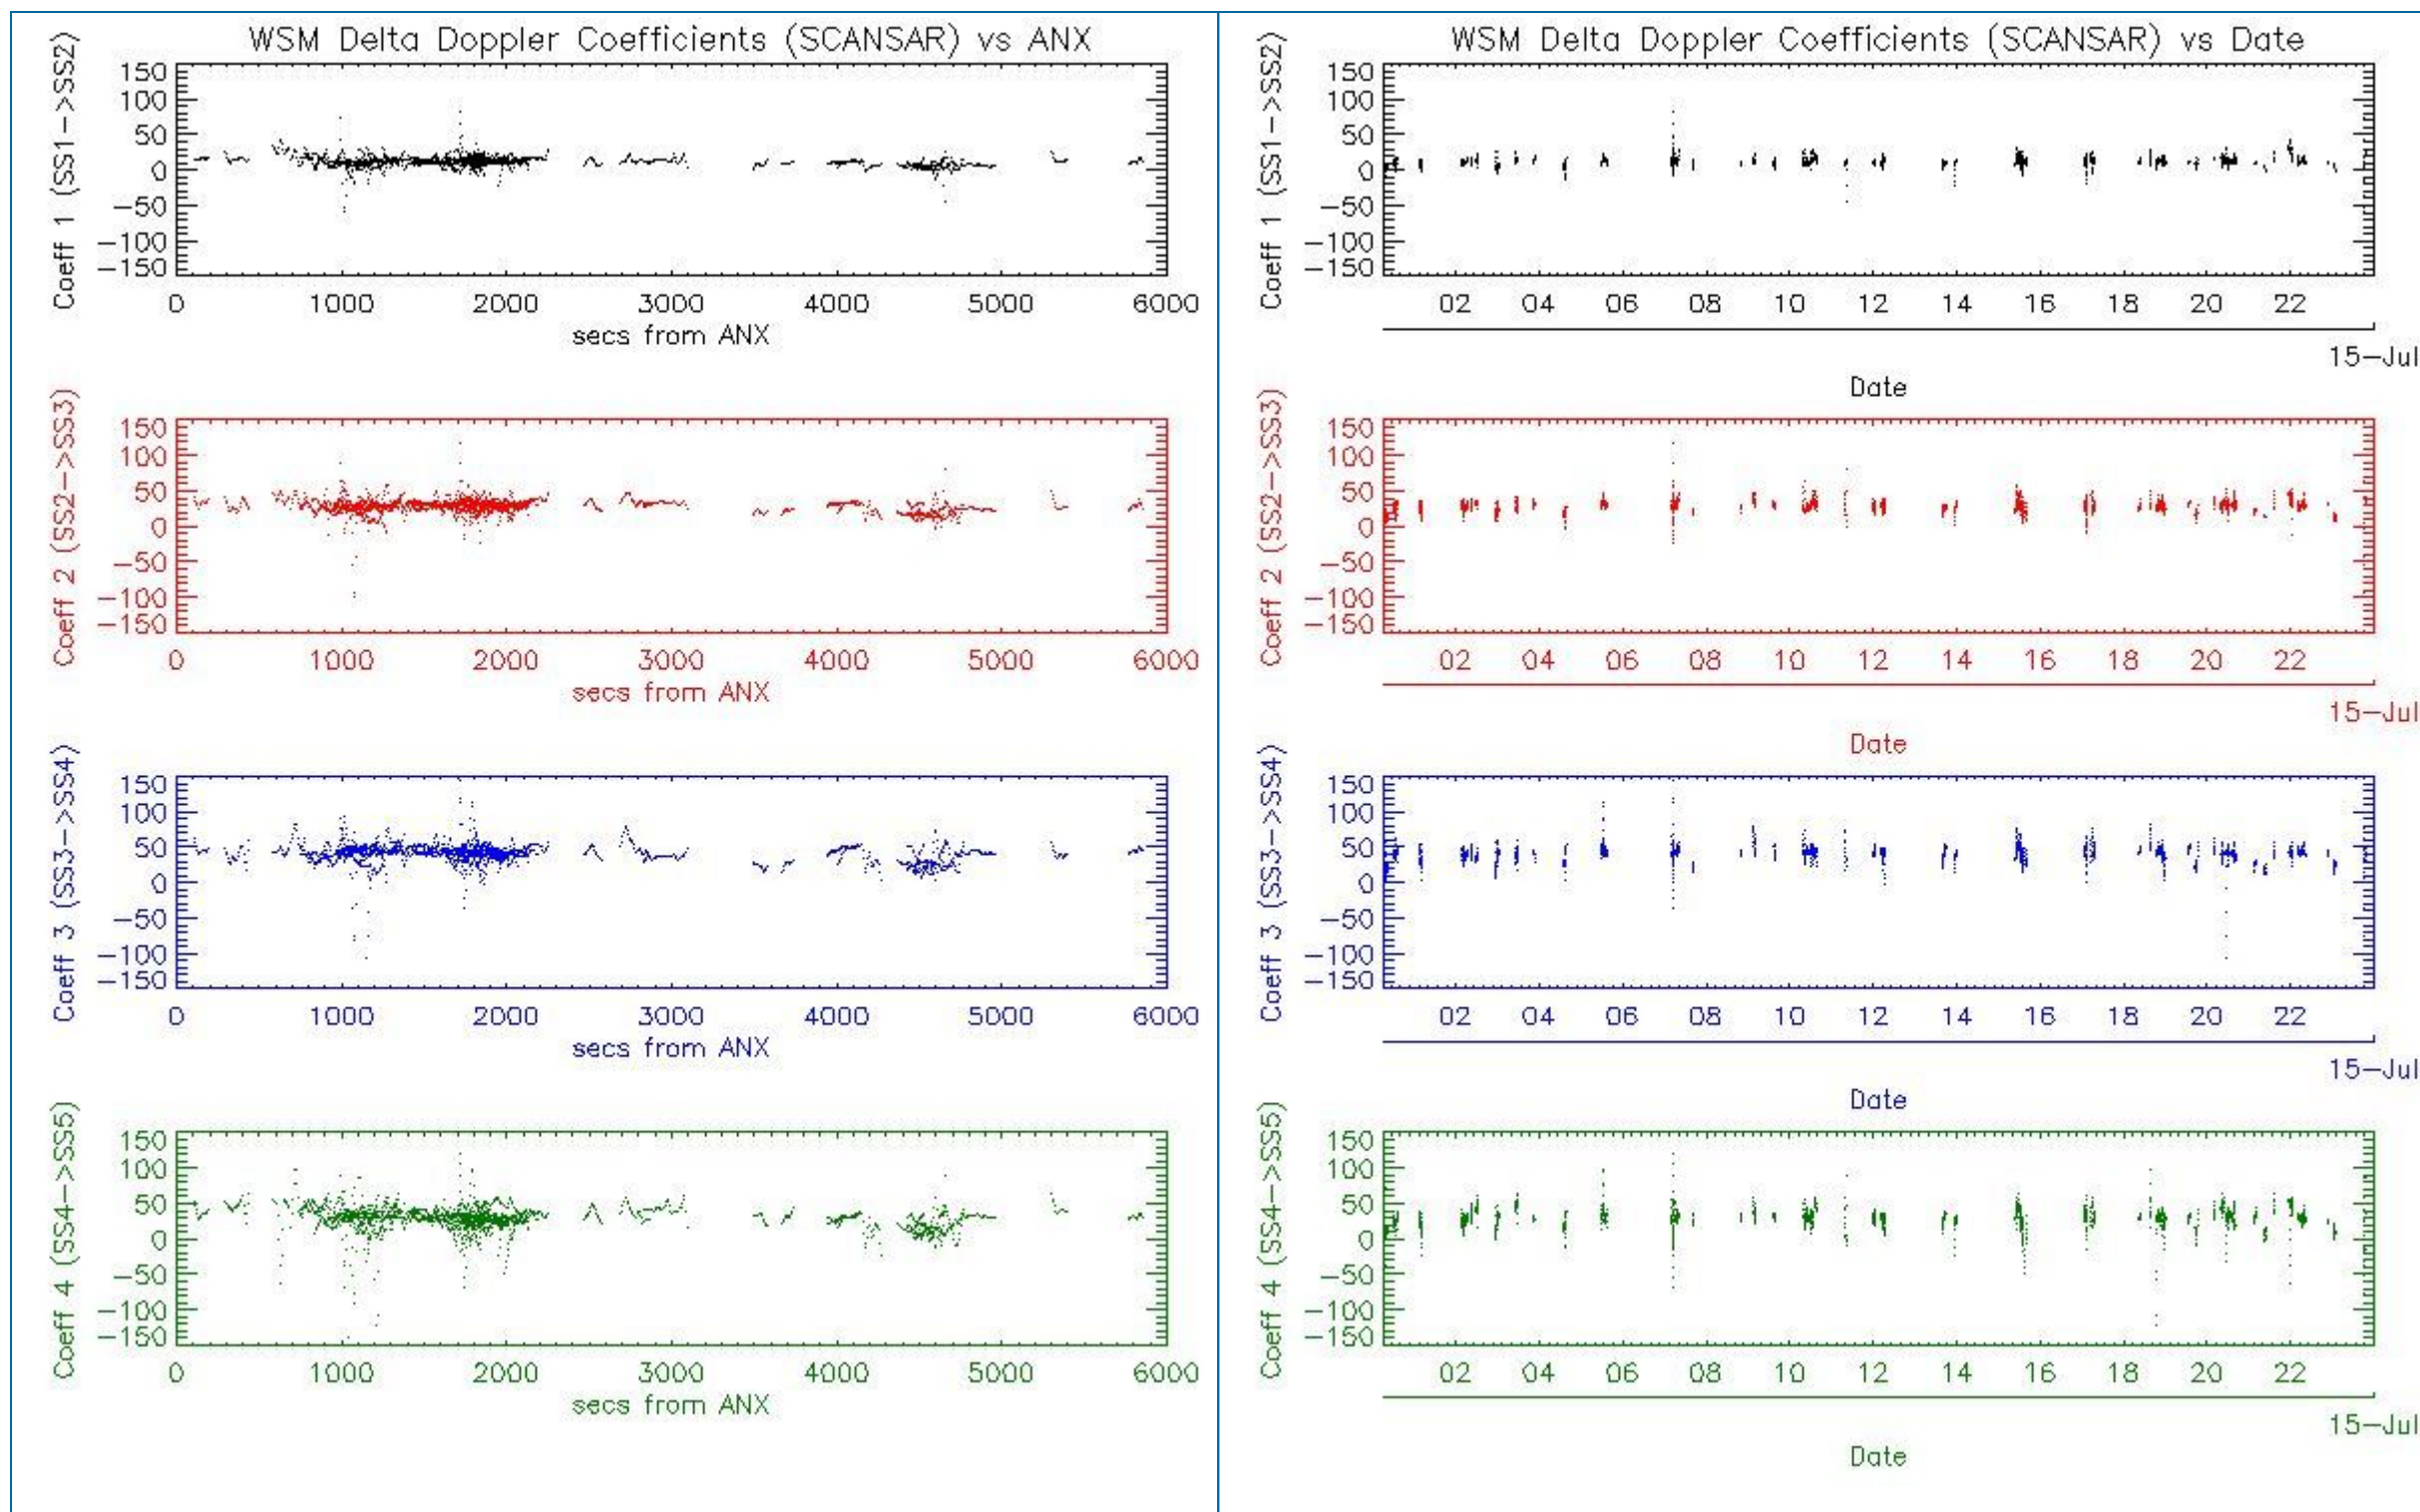 WSM Delta Doppler Coefficients (SCANSAR) vs ANX
Coeff 1 (SS1->SS2)
150
100
50
0
-50
-100
-150
0 1000 2000 3000 4000 5000 6000
secs from ANX
Coeff 2 (SS2->SS3)
150
100
50
0
-50
-100
-150
0 1000 2000 3000 4000 5000 6000
secs from ANX
Coeff 3 (SS3->SS4)
150
100
50
0
-50
-100
-150
0 1000 2000 3000 4000 5000 6000
secs from ANX
Coeff 4 (SS4->SS5)
150
100
50
0
-50
-100
-150
0 1000 2000 3000 4000 5000 6000
secs from ANX
WSM Delta Doppler Coefficients (SCANSAR) vs Date
Coeff 1 (SS1->SS2)
150
100
50
0
-50
-100
-150
02 04 06 08 10 12 14 16 18 20 22
15-Jul
Date
Coeff 2 (SS2->SS3)
150
100
50
0
-50
-100
-150
02 04 06 08 10 12 14 16 18 20 22
15-Jul
Date
Coeff 3 (SS3->SS4)
150
100
50
0
-50
-100
-150
02 04 06 08 10 12 14 16 18 20 22
15-Jul
Date
Coeff 4 (SS4->SS5)
150
100
50
0
-50
-100
-150
02 04 06 08 10 12 14 16 18 20 22
15-Jul
Date